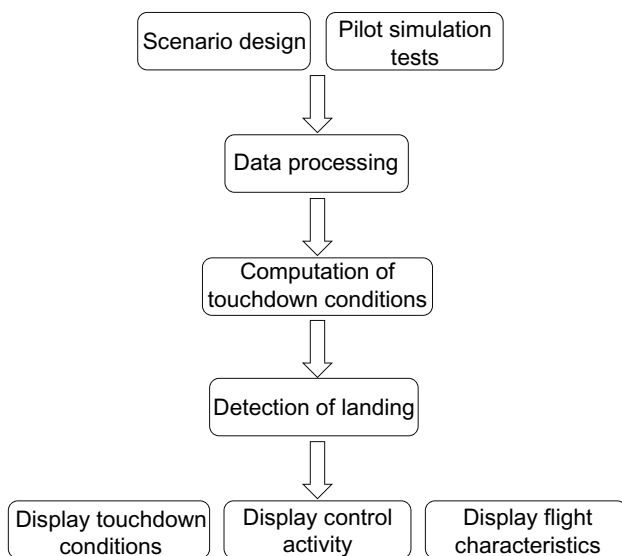 Scenario design
Pilot simulation
tests
Data processing
Computation of
touchdown conditions
Detection of landing
Display touchdown
conditions
Display control
activity
Display flight
characteristics